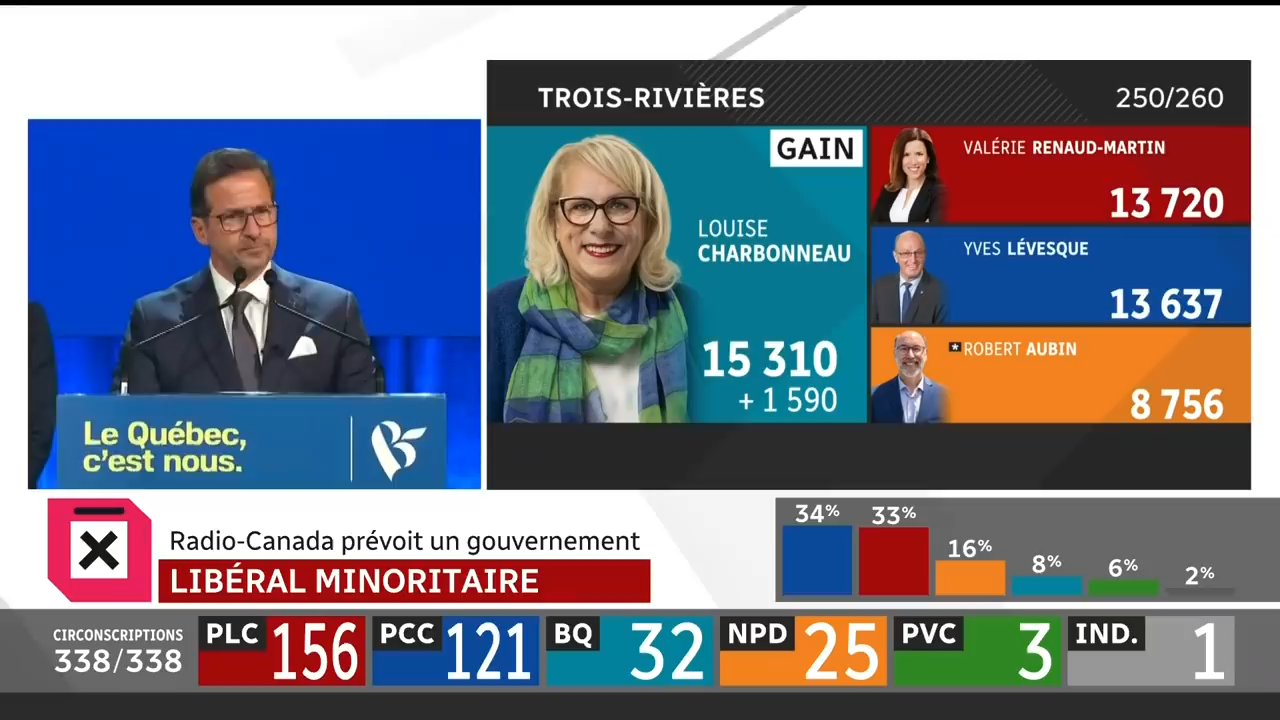 TROIS-RIVIÈRES
250/260
GAIN
LOUISE
CHARBONNEAU
15 310
+ 1 590
VALÉRIE RENAUD-MARTIN
13 720
YVES LÉVESQUE
13 637
* ROBERT AUBIN
8 756
Le Québec,
c'est nous.
Radio-Canada prévoit un gouvernement
LIBÉRAL MINORITAIRE
34% 33% 16% 8% 6% 2%
CIRCONSCRIPTIONS
338/338
PLC 156 PCC 121 BQ 32 NPD 25 PVC 3 IND. 1